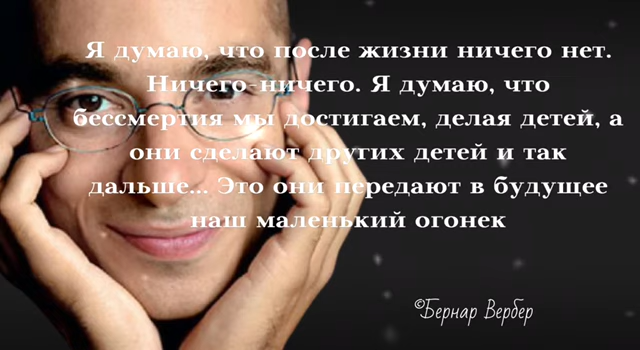 Я думаю, что после жизни ничего нет.
Ничего-ничего. Я думаю, что
бессмертия мы достигаем, делая детей, а
они сделают других детей и так
дальше... Это они передают в будущее
наш маленький огонек
©Бернар Вербер